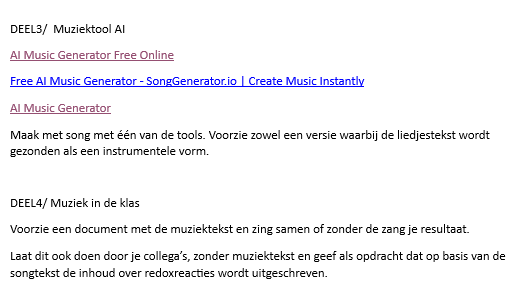 DEEL3/  Muziektool AI
AI Music Generator Free Online
Free AI Music Generator - SongGenerator.io | Create Music Instantly
AI Music Generator
Maak met song met één van de tools. Voorzie zowel een versie waarbij de liedjestekst wordt
gezonden als een instrumentele vorm.
DEEL4/ Muziek in de klas
Voorzie een document met de muziektekst en zing samen of zonder de zang je resultaat.
Laat dit ook doen door je collega’s, zonder muziektekst en geef als opdracht dat op basis van de
songtekst de inhoud over redoxreacties wordt uitgeschreven.